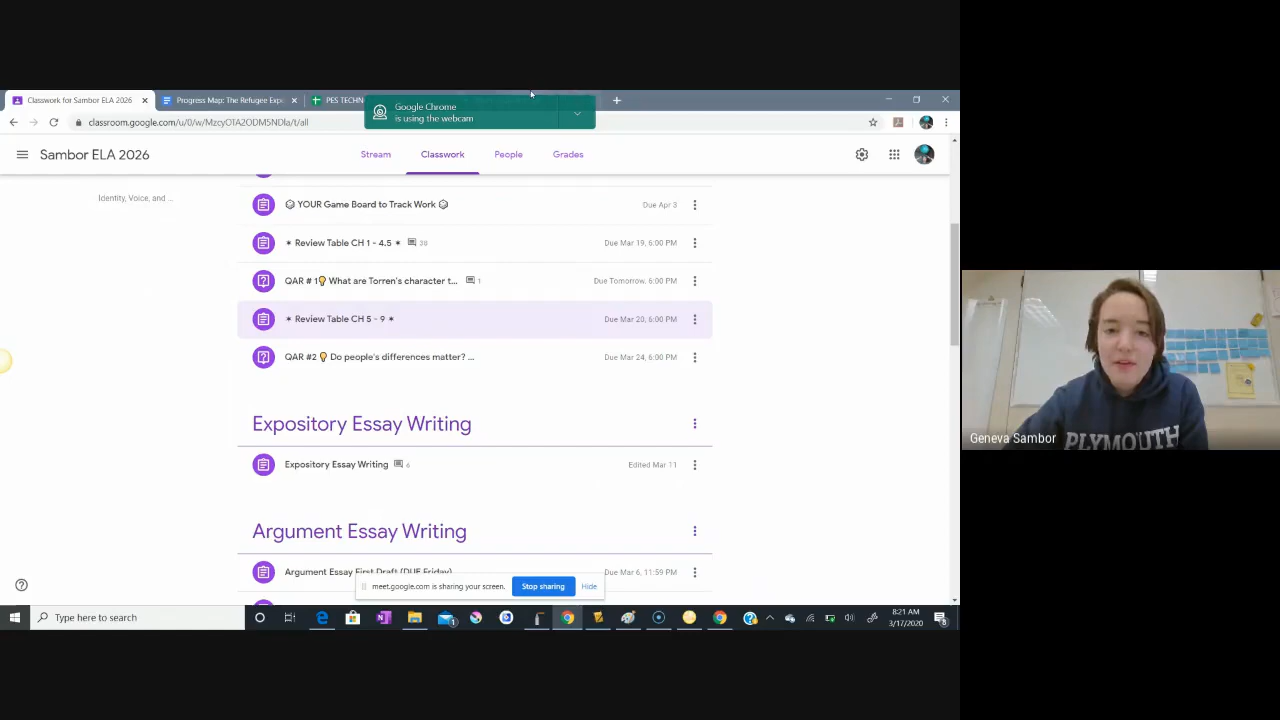 Classwork for Sambor ELA 2026
Progress Map: The Refugee Exp
PES TECHN
Google Chrome
is using the webcam
classroom.google.com/u/0/w/MzcyOTA2ODM5NDla/t/all
Sambor ELA 2026
Stream
Classwork
People
Grades
Identity, Voice, and ...
YOUR Game Board to Track Work
Due Apr 3
✶ Review Table CH 1 - 4.5 ✶
Due Mar 19, 6:00 PM
QAR # 1💡 What are Torren's character t...
1
Due Tomorrow, 6:00 PM
✶ Review Table CH 5 - 9 ✶
Due Mar 20, 6:00 PM
QAR #2 💡 Do people's differences matter? ...
Due Mar 24, 6:00 PM
Expository Essay Writing
Expository Essay Writing
6
Edited Mar 11
Argument Essay Writing
Argument Essay First Draft (DUE Friday)
Due Mar 6, 11:59 PM
meet.google.com is sharing your screen.
Stop sharing
Hide
Type here to search
8:21 AM
3/17/2020
Geneva Sambor
PLYMOUTH